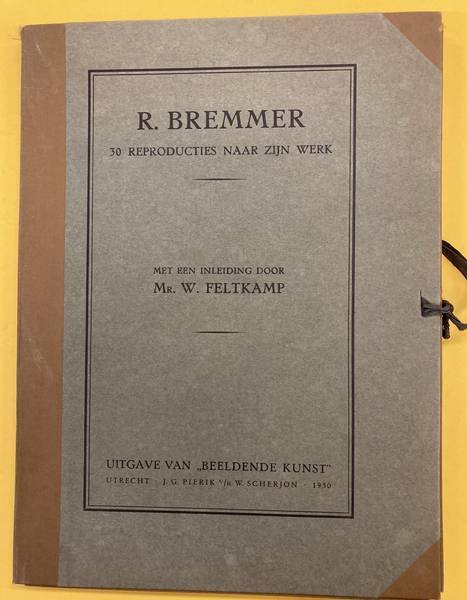 R. BREMMER
30 REPRODUCTIES NAAR ZIJN WERK
MET EEN INLEIDING DOOR
MR. W. FELTKAMP
UITGAVE VAN „BEELDENDE KUNST”
UTRECHT · J. G. PIERIK v/h W. SCHERJON · 1930